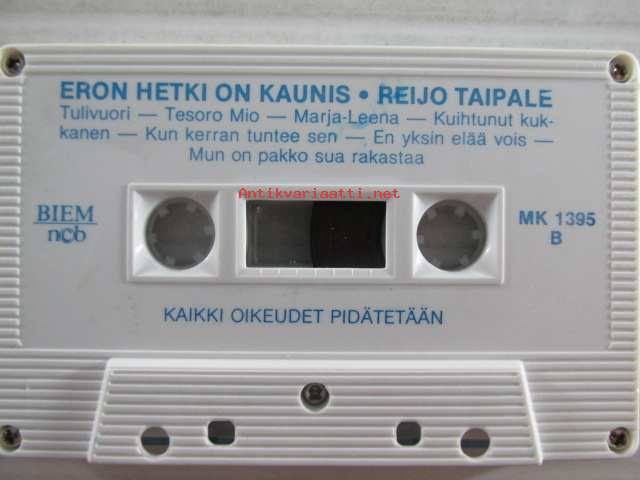 ERON HETKI ON KAUNIS • REIJO TAIPALE
Tulivuori — Tesoro Mio — Marja-Leena — Kuihtunut kuk-
kanen — Kun kerran tuntee sen — En yksin elää vois —
Mun on pakko sua rakastaa
Antikvariaatti.net
BIEM
ncb
MK 1395
B
KAIKKI OIKEUDET PIDÄTETÄÄN